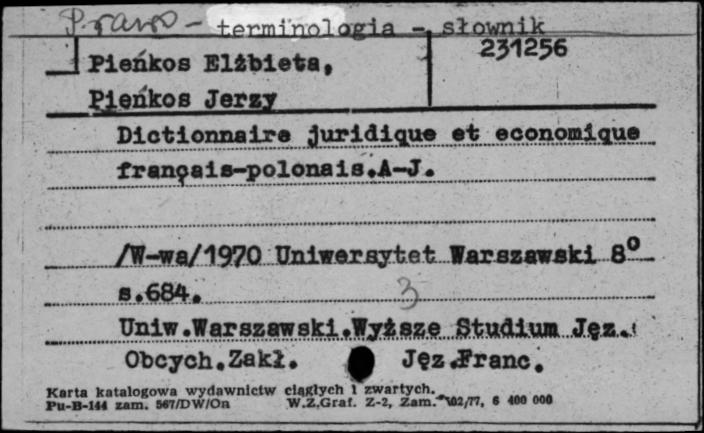 Prawo - terminologia - słownik
231256
Pieńkos Elżbieta,
Pieńkos Jerzy
Dictionnaire juridique et economique
français-polonais.A-J.
/W-wa/1970 Uniwersytet Warszawski 8°
s.684.
3
Uniw.Warszawski.Wyższe Studium Jęz.
Obcych.Zakł. Jęz.Franc.
Karta katalogowa wydawnictw ciągłych i zwartych.
Pu-B-144 zam. 567/DW/Oń W.Z.Graf. Z-2, Zam. 102/77, 6 400 000